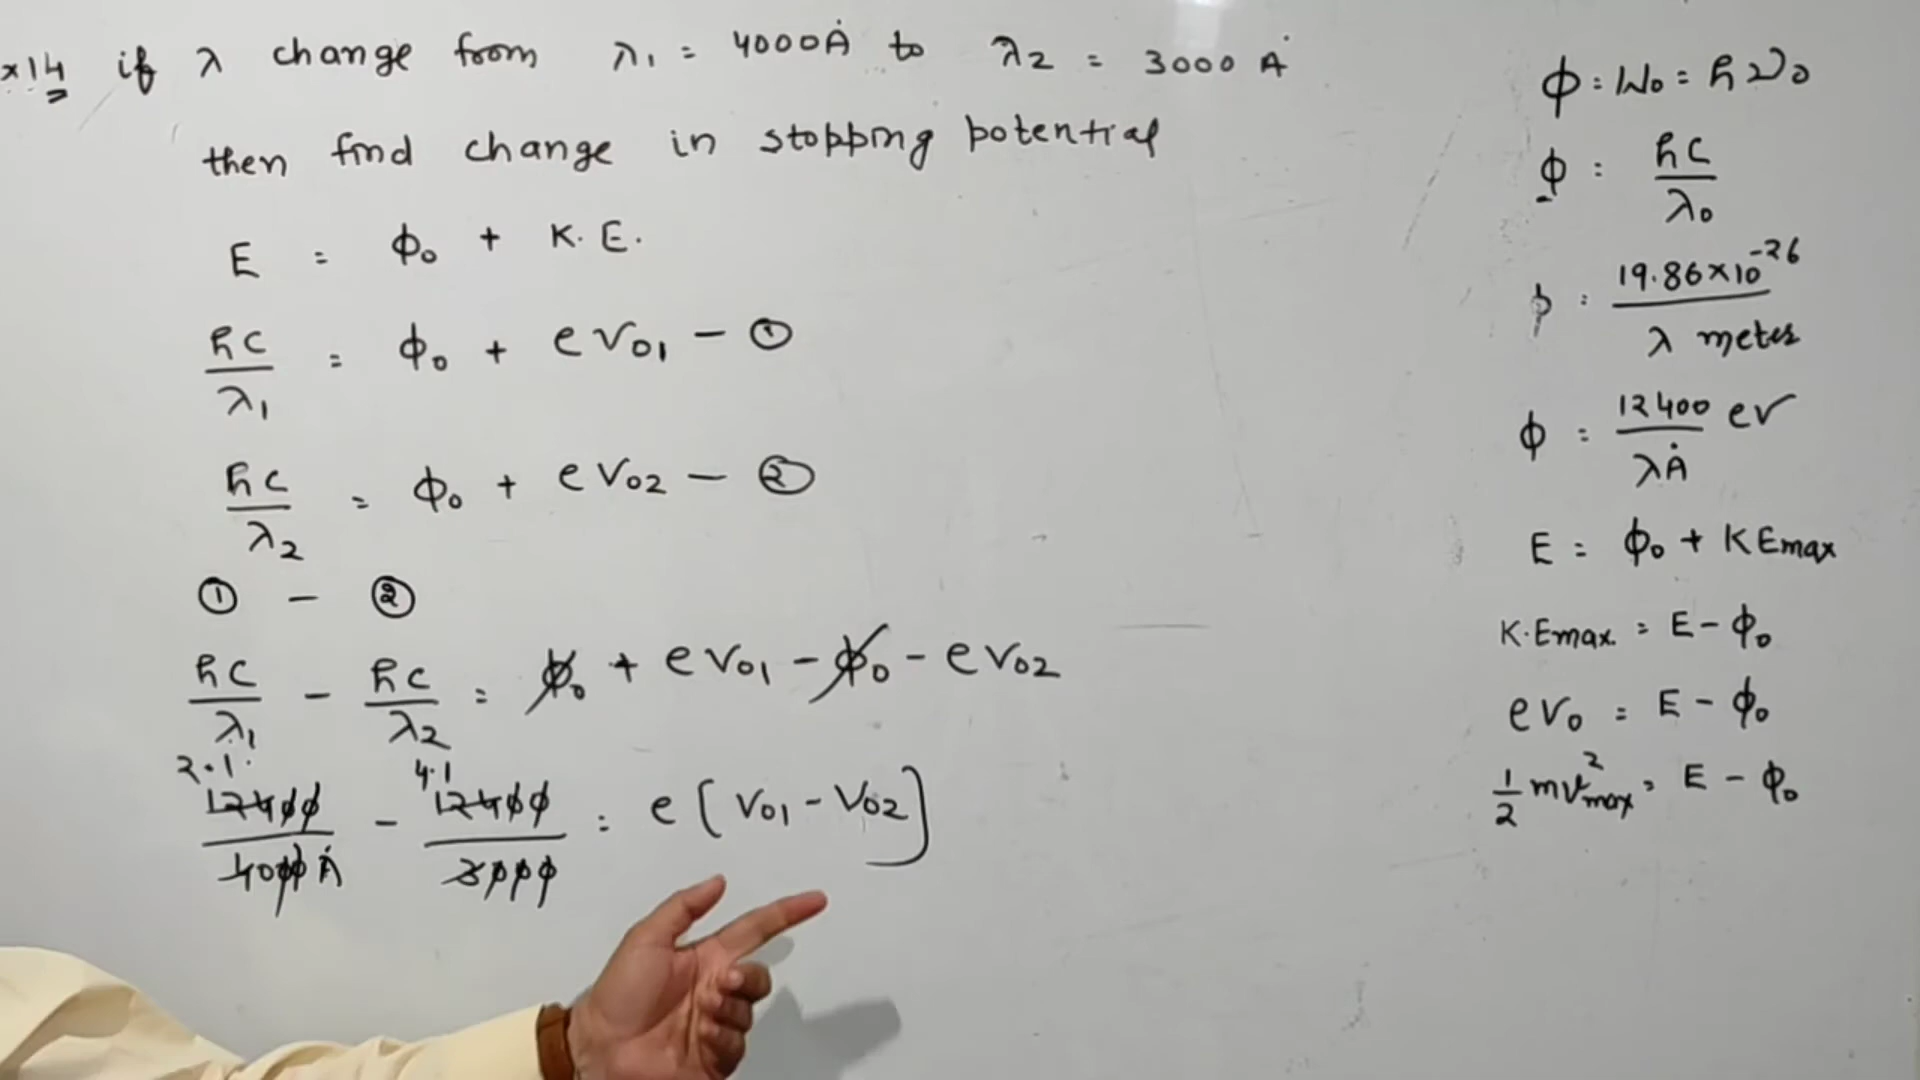 x14 if λ change from λ1 = 4000Å to λ2 = 3000 Å
then find change in stopping potential
E = ϕ0 + K.E.
hc/λ1 = ϕ0 + eV01 — ①
hc/λ2 = ϕ0 + eV02 — ②
① — ②
hc/λ1 - hc/λ2 = ϕ0 + eV01 - ϕ0 - eV02
3.1 4.1
12400/4000Å - 12400/3000 = e[V01 - V02]
ϕ = W0 = hν0
ϕ = hc/λ0
ϕ = 19.86×10^-26/λ meter
ϕ = 12400/λÅ eV
E = ϕ0 + KEmax
K.Emax = E - ϕ0
eV0 = E - ϕ0
1/2 mv²max = E - ϕ0